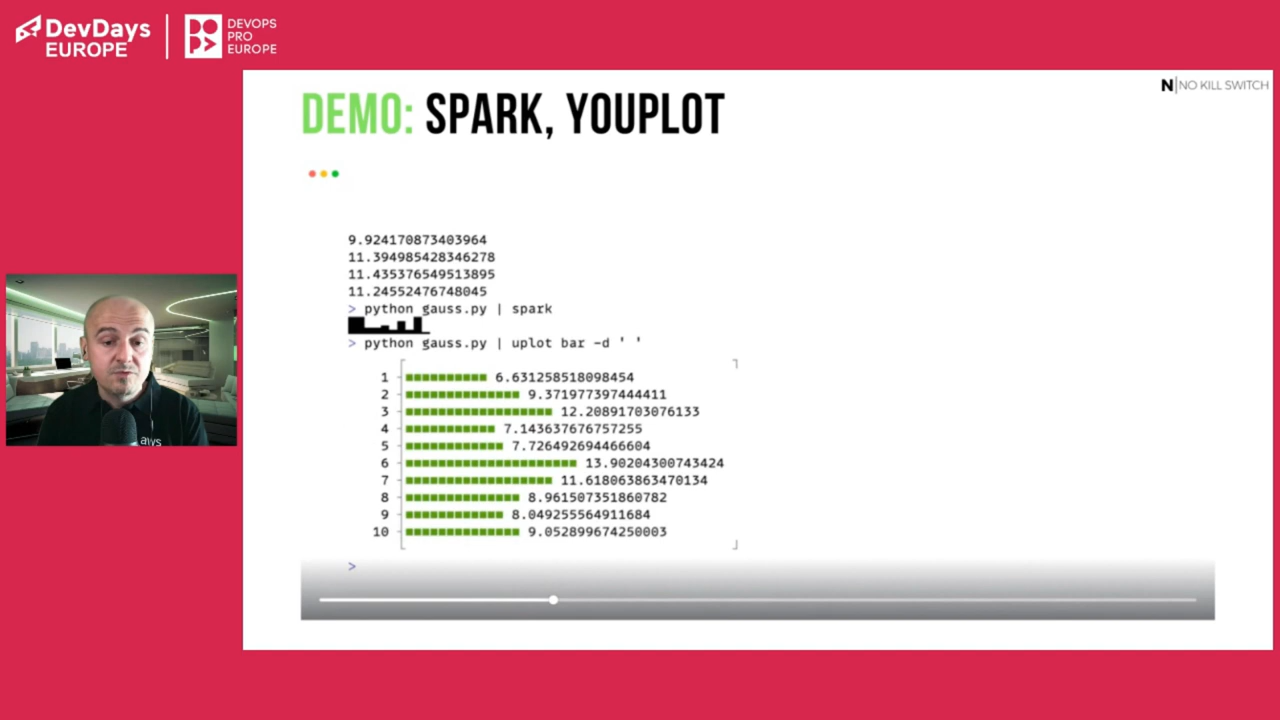 DevDays
EUROPE
DEVOPS
PRO
EUROPE
N NO KILL SWITCH
DEMO: SPARK, YOUPLOT
9.924170873403964
11.394985428346278
11.435376549513895
11.24552476748045
> python gauss.py | spark
> python gauss.py | uplot bar -d ' '
1 6.631258518098454
2 9.371977397444411
3 12.20891703076133
4 7.143637676757255
5 7.726492694466604
6 13.90204300743424
7 11.618063863470134
8 8.961507351860782
9 8.049255564911684
10 9.052899674250003
>
aws